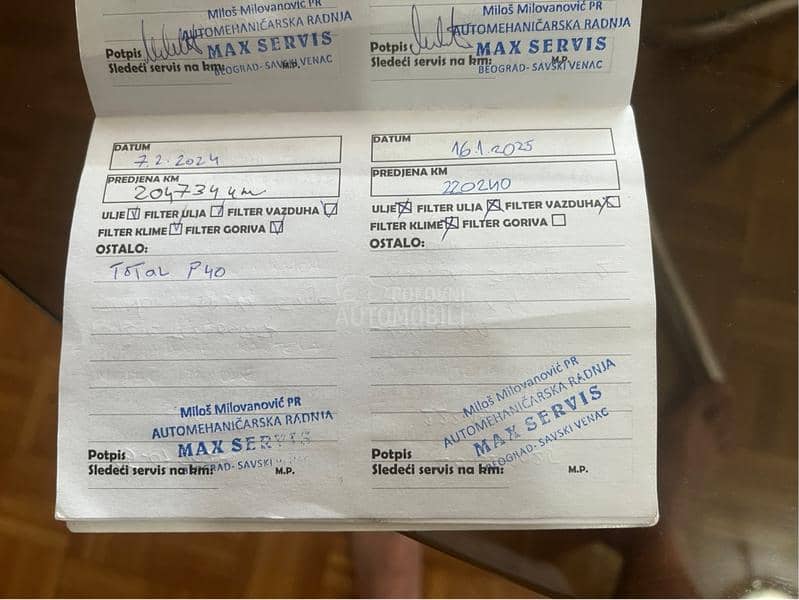 Miloš Milovanović PR
AUTOMEHANIČARSKA RADNJA
Potpis MAX SERVIS
Sledeći servis na km: M.P.
BEOGRAD- SAVSKI VENAC
Miloš Milovanović PR
AUTOMEHANIČARSKA RADNJA
Potpis MAX SERVIS
Sledeći servis na km: M.P.
BEOGRAD- SAVSKI VENAC
DATUM
7.2.2024
PREDJENA KM
204734 km
ULJE FILTER ULJA FILTER VAZDUHA
FILTER KLIME FILTER GORIVA
OSTALO:
TOTAL P40
Miloš Milovanović PR
AUTOMEHANIČARSKA RADNJA
MAX SERVIS
Potpis
Sledeći servis na km: M.P.
BEOGRAD- SAVSKI
DATUM
16.1.2025
PREDJENA KM
220240
ULJE FILTER ULJA FILTER VAZDUHA
FILTER KLIME FILTER GORIVA
OSTALO:
Miloš Milovanović PR
AUTOMEHANIČARSKA RADNJA
MAX SERVIS
BEOGRAD- SAVSKI VENAC
Potpis
Sledeći servis na km: M.P.
POLOVNI
AUTOMOBILI